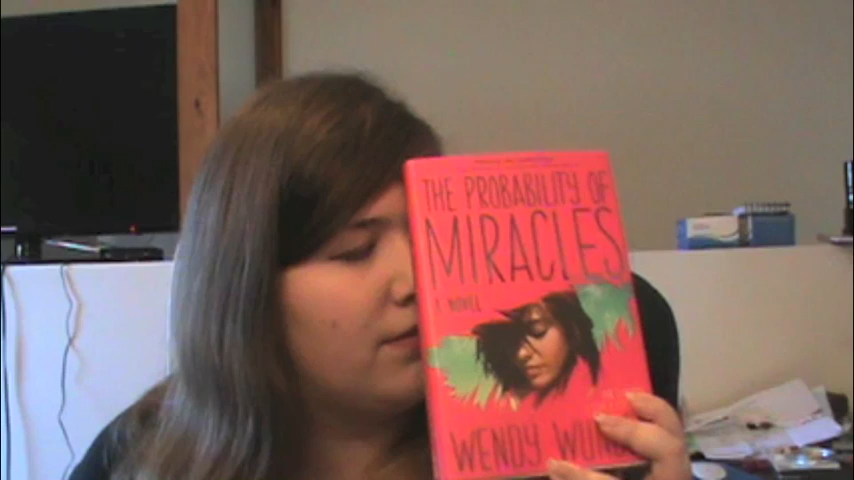 THE PROBABILITY OF
MIRACLES
A NOVEL
WENDY WUN